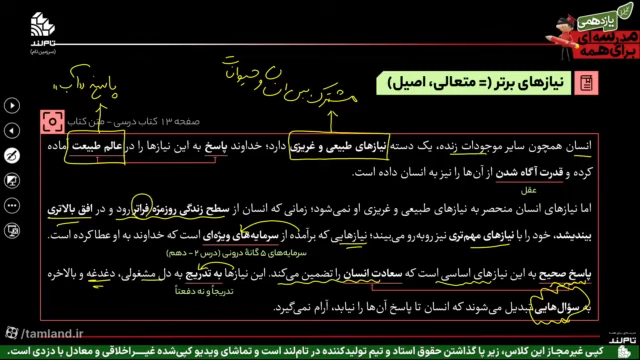 یازدهمی
مدرسه‌ای برای همه
تام‌لند
(سرزمین تام)
نیازهای برتر (= متعالی، اصیل)
مشترک بین انسان و حیوانات
پاسخ «آب»
صفحه ۱۳ کتاب درسی - متن کتاب
انسان همچون سایر موجودات زنده، یک دسته نیازهای طبیعی و غریزی دارد؛ خداوند پاسخ به این نیازها را در عالم طبیعت آماده
کرده و قدرت آگاه شدن از آن‌ها را نیز به انسان داده است.
عقل
اما نیازهای انسان منحصر به نیازهای طبیعی و غریزی او نمی‌شود؛ زمانی که انسان از سطح زندگی روزمره فراتر رود و در افق بالاتری
بیندیشد، خود را با نیازهای مهم‌تری نیز روبه‌رو می‌بیند؛ نیازهایی که برآمده از سرمایه‌های ویژه‌ای است که خداوند به او عطا کرده است.
سرمایه‌های ۵ گانهٔ درونی (درس ۲ - دهم)
پاسخ صحیح به این نیازهای اساسی است که سعادت انسان را تضمین می‌کند. این نیازها به تدریج به دل مشغولی، دغدغه و بالاخره
تدریجاً و نه دفعتاً
به سؤال‌هایی تبدیل می‌شوند که انسان تا پاسخ آن‌ها را نیابد، آرام نمی‌گیرد.
/tamland.ir
کپی غیرمجاز از این کلاس، زیر پا گذاشتن حقوق استاد و تیم تولیدکننده در تام‌لند است و تماشای ویدیو کپی‌شده غیراخلاقی و معادل با دزدی است.